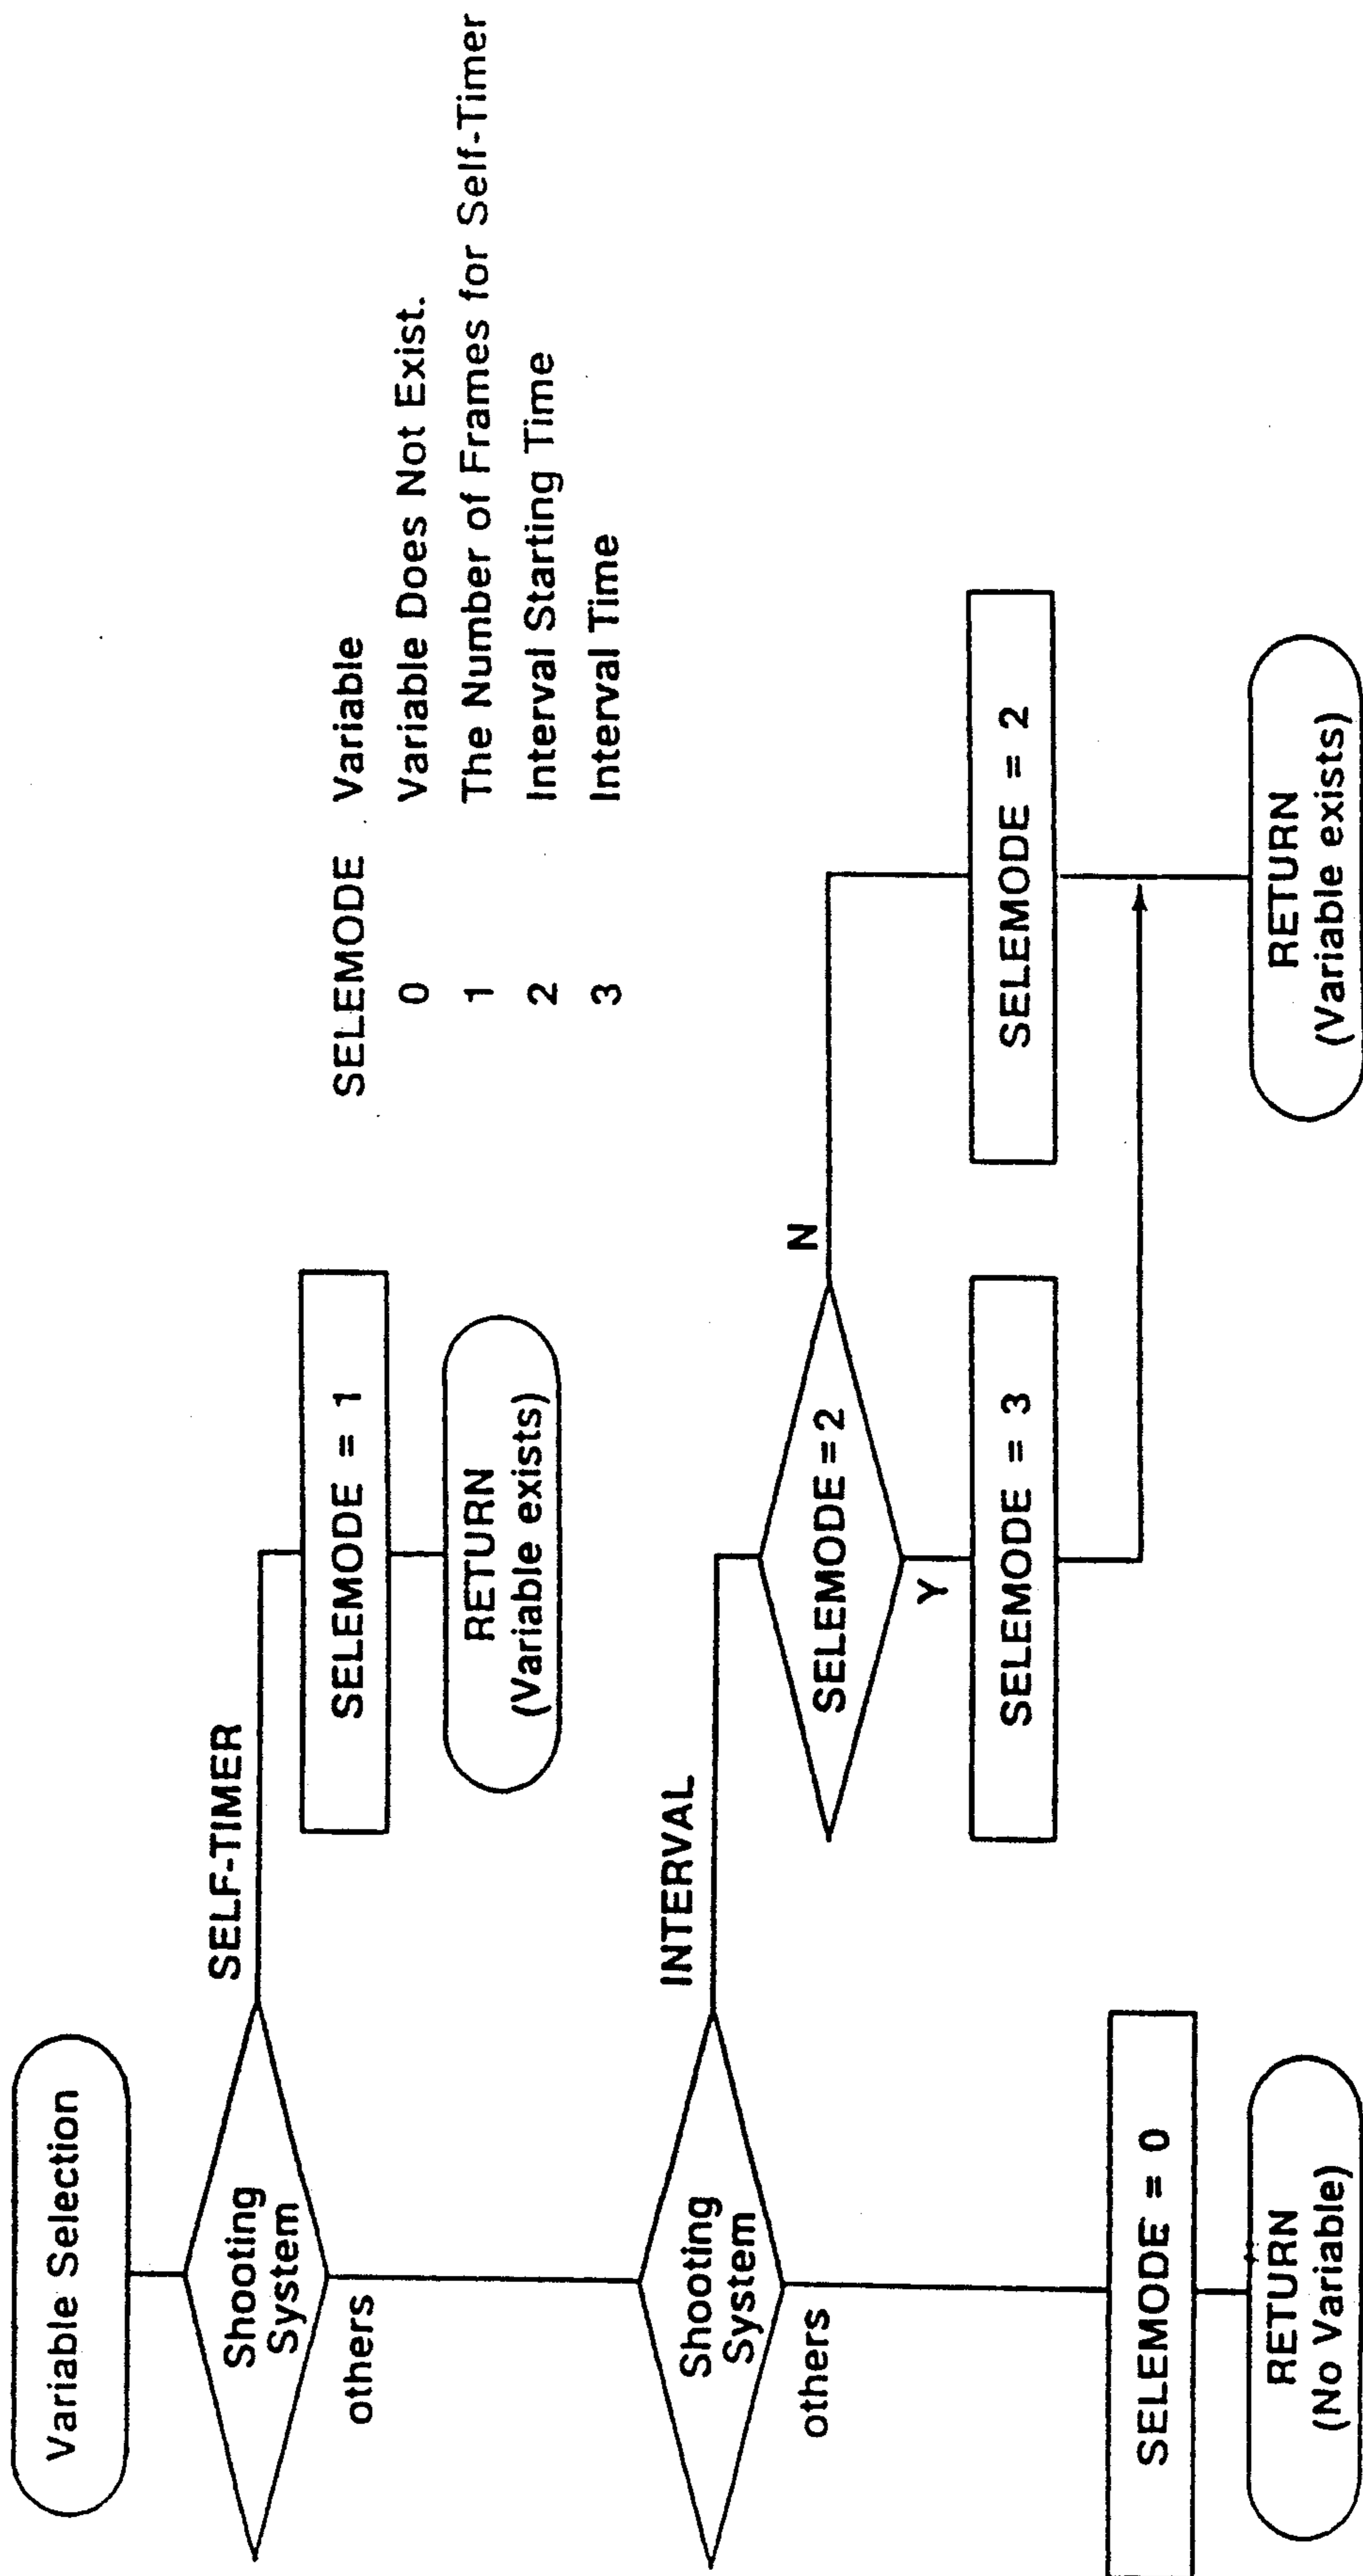 Variable Selection
Shooting
System
SELF-TIMER
others
SELEMODE = 1
RETURN
(Variable exists)
SELEMODE Variable
0 Variable Does Not Exist.
1 The Number of Frames for Self-Timer
2 Interval Starting Time
3 Interval Time
Shooting
System
INTERVAL
others
SELEMODE = 2
N
Y
SELEMODE = 3
SELEMODE = 2
RETURN
(Variable exists)
SELEMODE = 0
RETURN
(No Variable)